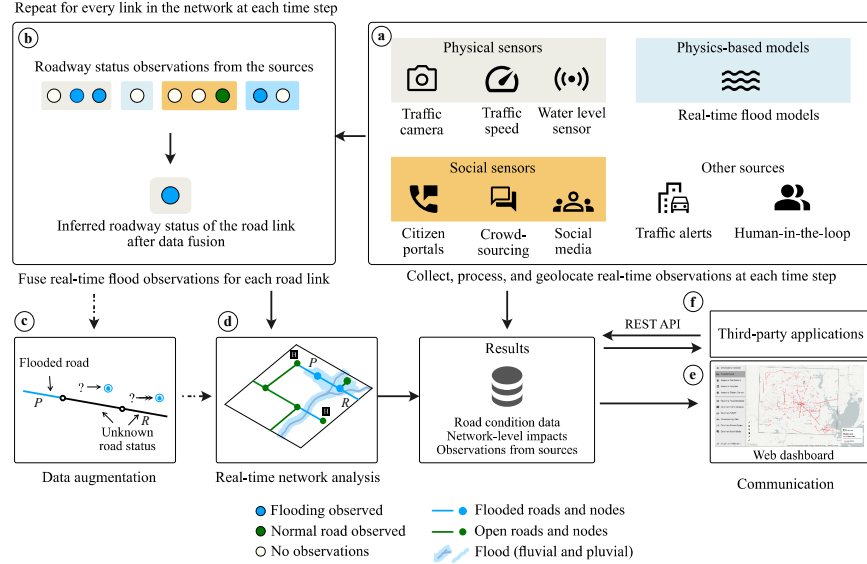 Repeat for every link in the network at each time step
b
Roadway status observations from the sources
Inferred roadway status of the road link
after data fusion
Fuse real-time flood observations for each road link
a
Physical sensors
Traffic
camera
Traffic
speed
Water level
sensor
Physics-based models
Real-time flood models
Social sensors
Citizen
portals
Crowd-
sourcing
Social
media
Other sources
Traffic alerts
Human-in-the-loop
Collect, process, and geolocate real-time observations at each time step
c
Flooded road
?
?
P
R
Unknown
road status
Data augmentation
d
H
P
R
H
Real-time network analysis
Results
Road condition data
Network-level impacts
Observations from sources
REST API
f
Third-party applications
e
Web dashboard
Communication
Flooding observed
Normal road observed
No observations
Flooded roads and nodes
Open roads and nodes
Flood (fluvial and pluvial)